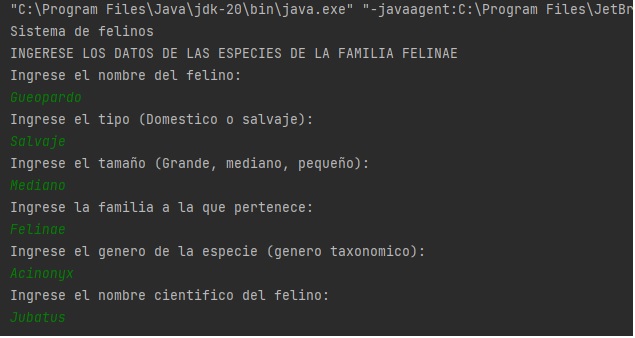 "C:\Program Files\Java\jdk-20\bin\java.exe" "-javaagent:C:\Program Files\JetBr
Sistema de felinos
INGERESE LOS DATOS DE LAS ESPECIES DE LA FAMILIA FELINAE
Ingrese el nombre del felino:
Gueopardo
Ingrese el tipo (Domestico o salvaje):
Salvaje
Ingrese el tamaño (Grande, mediano, pequeño):
Mediano
Ingrese la familia a la que pertenece:
Felinae
Ingrese el genero de la especie (genero taxonomico):
Acinonyx
Ingrese el nombre cientifico del felino:
Jubatus